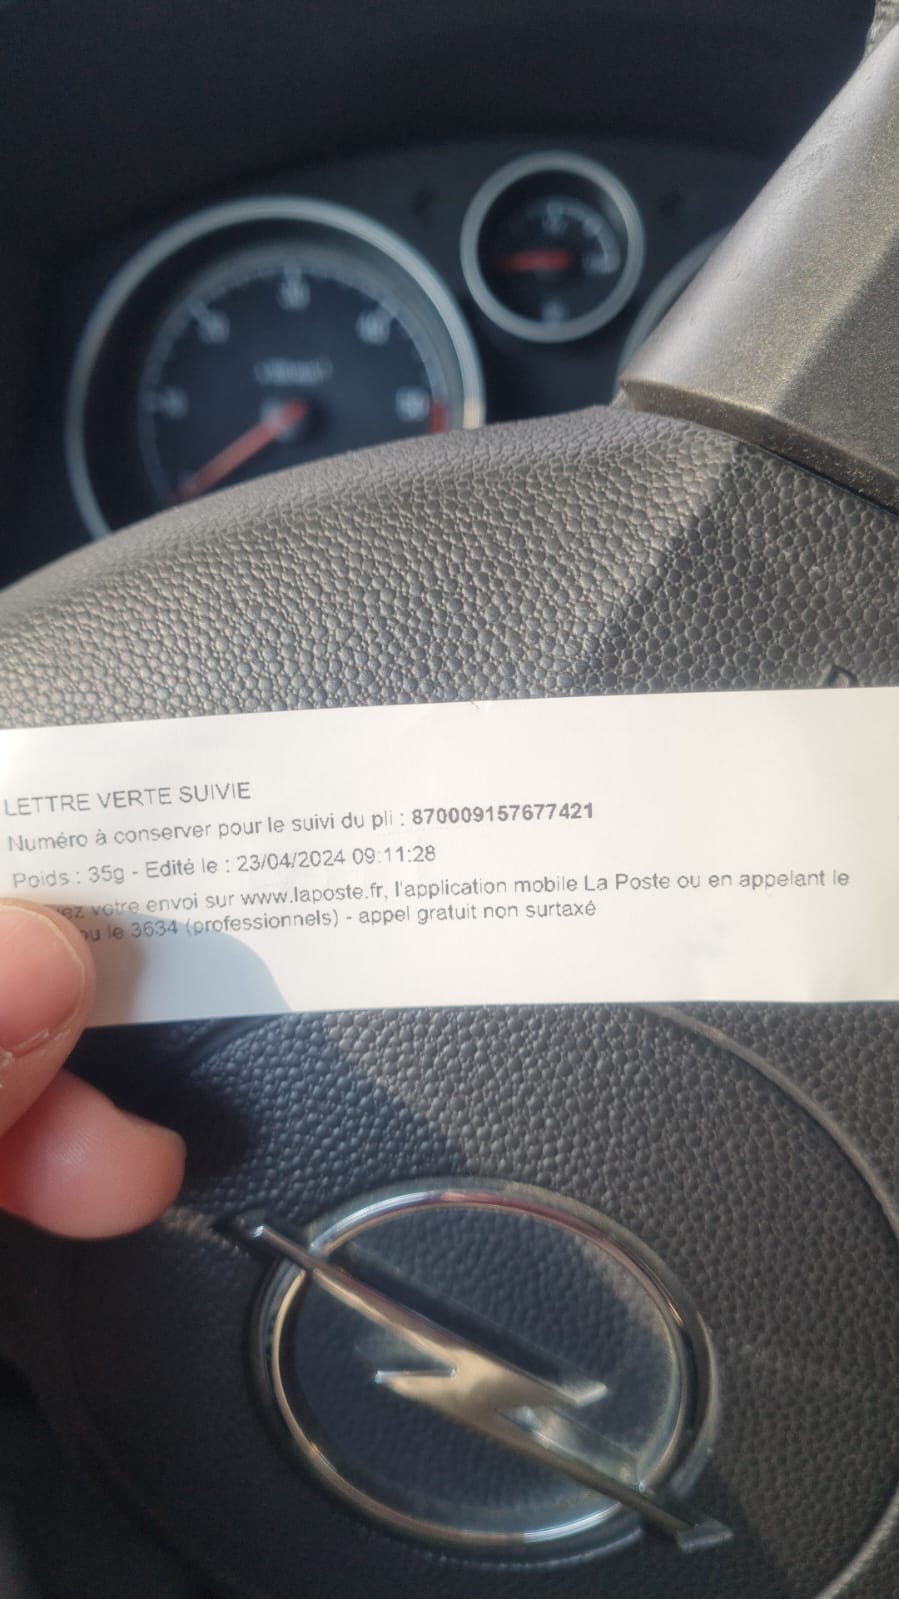 LETTRE VERTE SUIVIE
Numéro à conserver pour le suivi du pli : 870009157677421
Poids : 35g - Edité le : 23/04/2024 09:11:28
votre envoi sur www.laposte.fr, l'application mobile La Poste ou en appelant le
ou le 3634 (professionnels) - appel gratuit non surtaxé